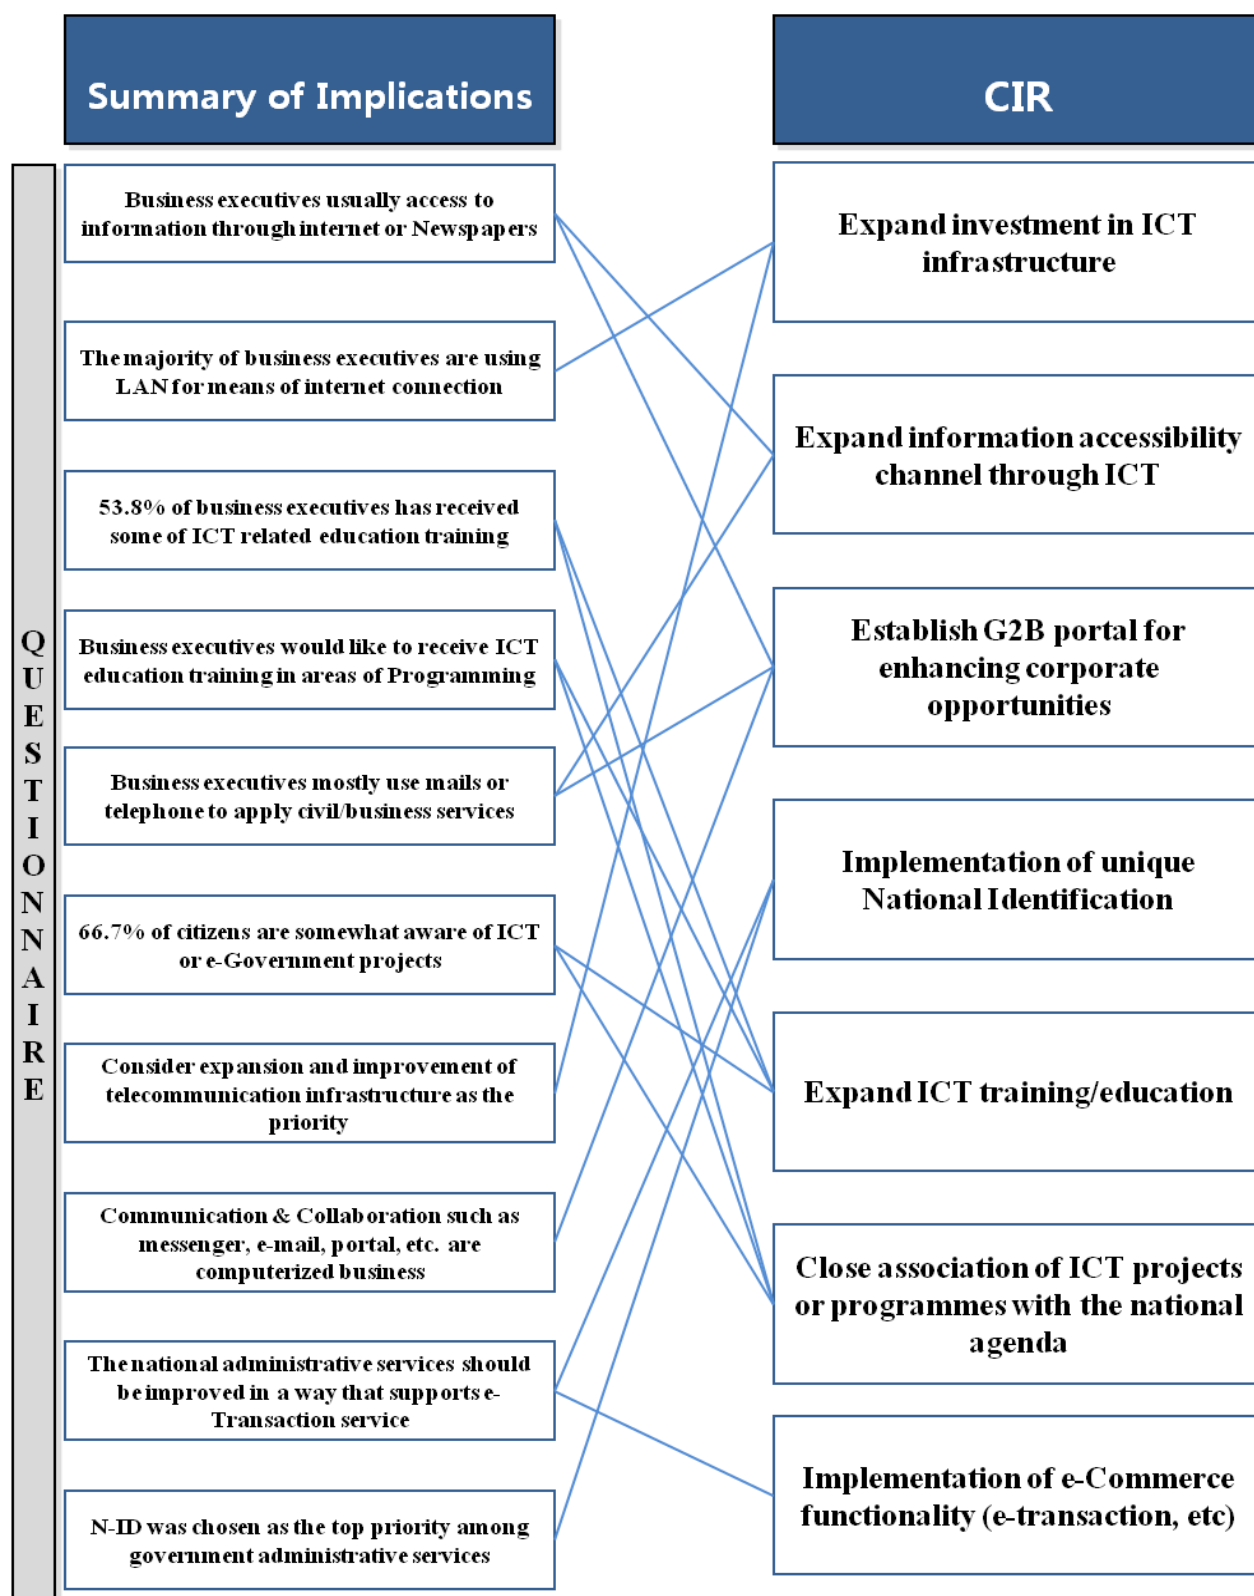 Summary of Implications
CIR
QUESTIONNAIRE
Business executives usually access to
information through internet or Newspapers
The majority of business executives are using
LAN for means of internet connection
53.8% of business executives has received
some of ICT related education training
Business executives would like to receive ICT
education training in areas of Programming
Business executives mostly use mails or
telephone to apply civil/business services
66.7% of citizens are somewhat aware of ICT
or e-Government projects
Consider expansion and improvement of
telecommunication infrastructure as the
priority
Communication & Collaboration such as
messenger, e-mail, portal, etc. are
computerized business
The national administrative services should
be improved in a way that supports e-
Transaction service
N-ID was chosen as the top priority among
government administrative services
Expand investment in ICT
infrastructure
Expand information accessibility
channel through ICT
Establish G2B portal for
enhancing corporate
opportunities
Implementation of unique
National Identification
Expand ICT training/education
Close association of ICT projects
or programmes with the national
agenda
Implementation of e-Commerce
functionality (e-transaction, etc)